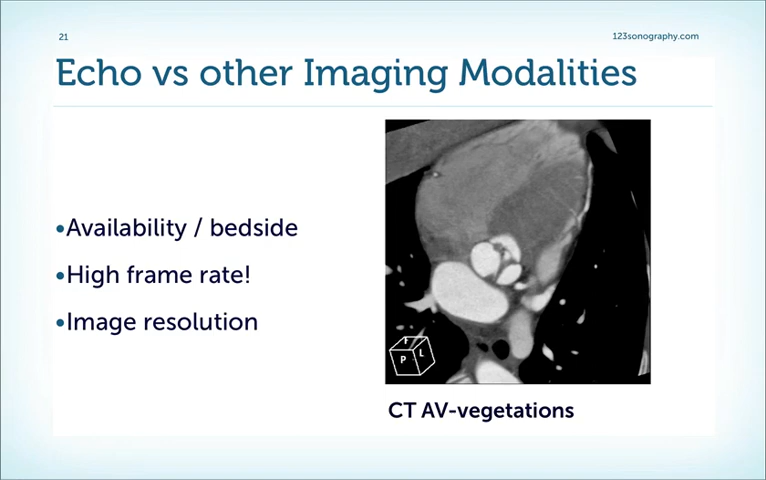 21
123sonography.com
Echo vs other Imaging Modalities
•Availability / bedside
•High frame rate!
•Image resolution
F
P L
CT AV-vegetations